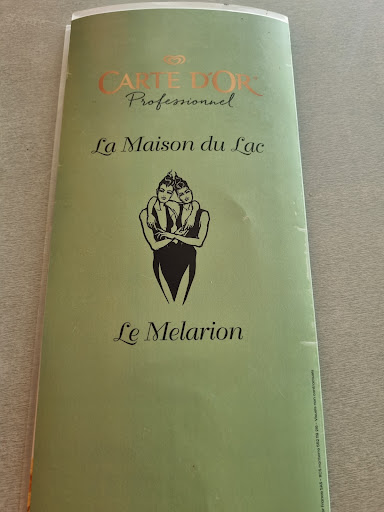 CARTE D'OR
Professionnel
La Maison du Lac
Le Melarion